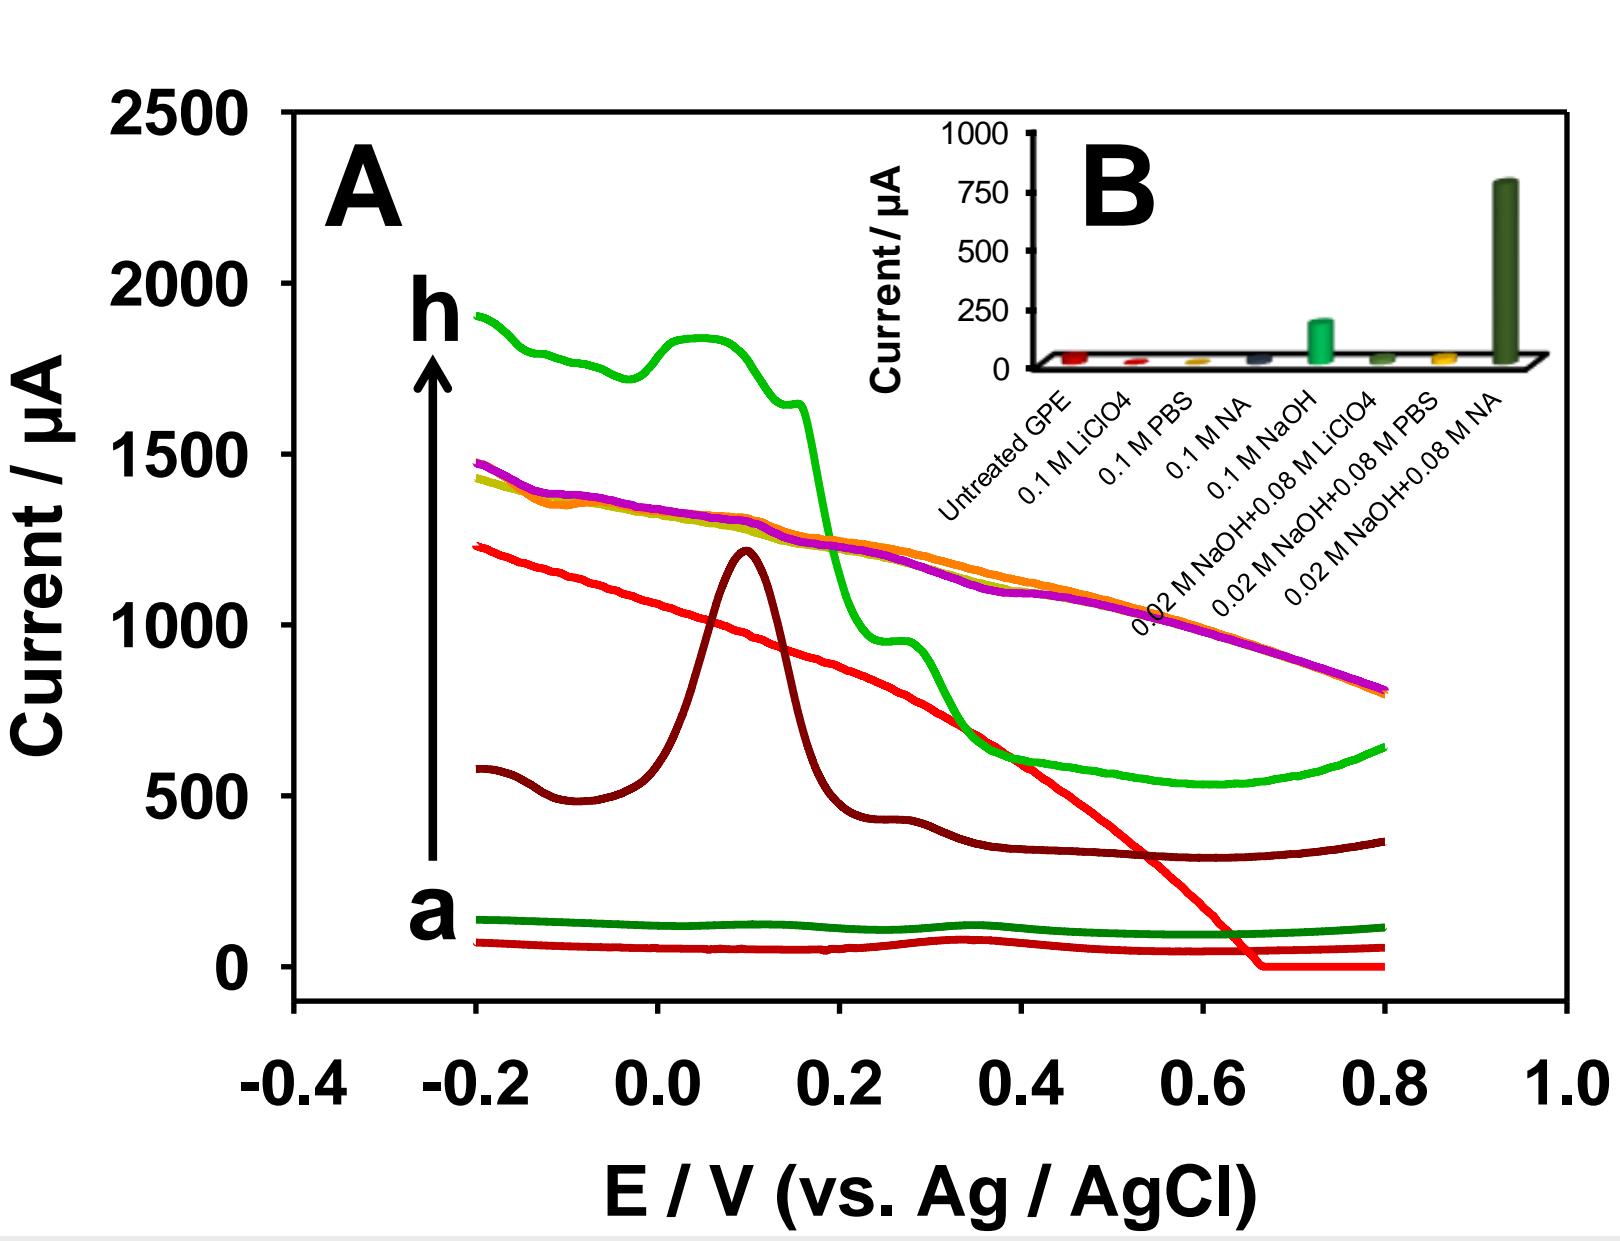 2500
2000
1500
1000
500
0
Current / µA
A
h
a
-0.4
-0.2
0.0
0.2
0.4
0.6
0.8
1.0
E / V (vs. Ag / AgCl)
B
1000
750
500
250
0
Current / µA
Untreated GPE
0.1 M LiClO4
0.1 M PBS
0.1 M NA
0.1 M NaOH
0.02 M NaOH+0.08 M LiClO4
0.02 M NaOH+0.08 M PBS
0.02 M NaOH+0.08 M NA